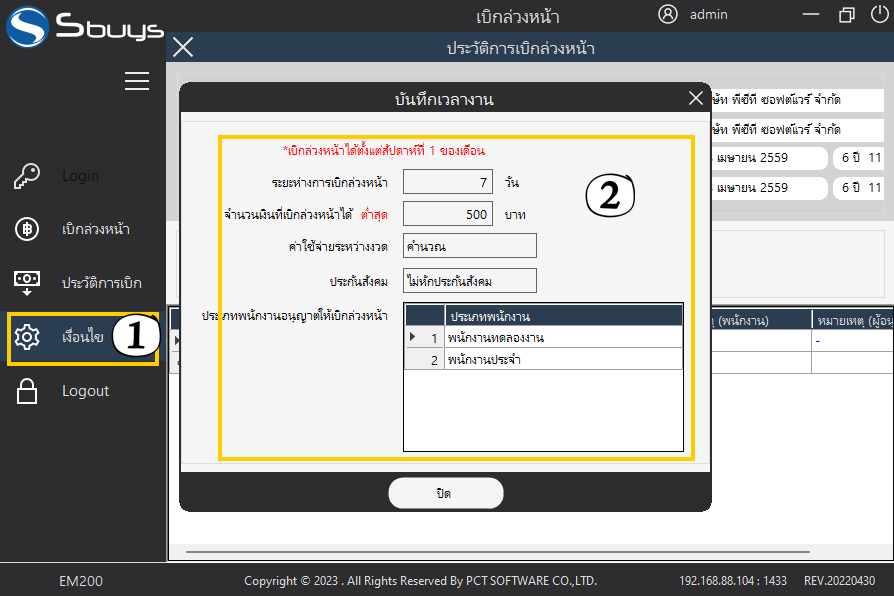 Sbuys
เบิกล่วงหน้า
admin
ประวัติการเบิกล่วงหน้า
Login
เบิกล่วงหน้า
ประวัติการเบิก
เงื่อนไข
1
Logout
บันทึกเวลางาน
*เบิกล่วงหน้าได้ตั้งแต่สัปดาห์ที่ 1 ของเดือน
ระยะห่างการเบิกล่วงหน้า 7 วัน
2
จำนวนเงินที่เบิกล่วงหน้าได้ ต่ำสุด 500 บาท
ค่าใช้จ่ายระหว่างงวด คำนวณ
ประกันสังคม ไม่หักประกันสังคม
ประเภทพนักงานอนุญาตให้เบิกล่วงหน้า
ประเภทพนักงาน
1 พนักงานทดลองงาน
2 พนักงานประจำ
ปิด
พีซีที ซอฟต์แวร์ จำกัด
พีซีที ซอฟต์แวร์ จำกัด
เมษายน 2559 6 ปี 11
เมษายน 2559 6 ปี 11
(พนักงาน) หมายเหตุ (ผู้อนุ
-
EM200
Copyright © 2023 . All Rights Reserved By PCT SOFTWARE CO.,LTD.
192.168.88.104 : 1433
REV.20220430